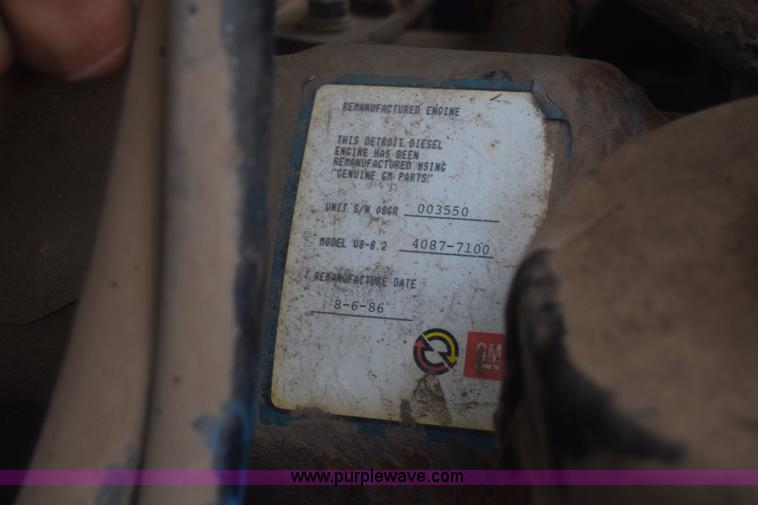 REMANUFACTURED ENGINE
THIS DETROIT DIESEL
ENGINE HAS BEEN
REMANUFACTURED USING
"GENUINE GM PARTS"
UNIT S/N 08GR 003550
MODEL V8-8.2 4087-7100
REMANUFACTURE DATE
8-6-86
GM
www.purplewave.com